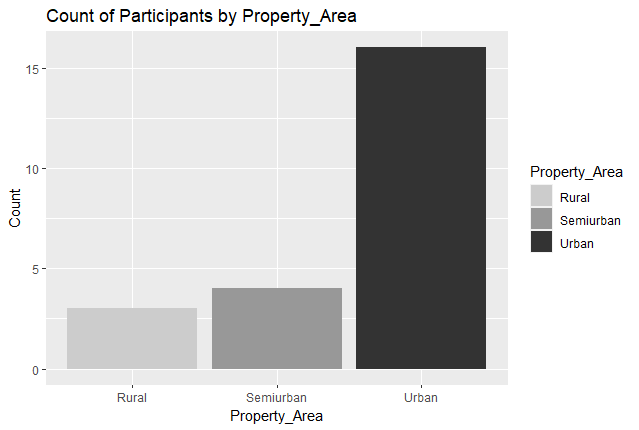 Count of Participants by Property_Area
15
10
5
0
Count
Rural Semiurban Urban
Property_Area
Property_Area
Rural
Semiurban
Urban